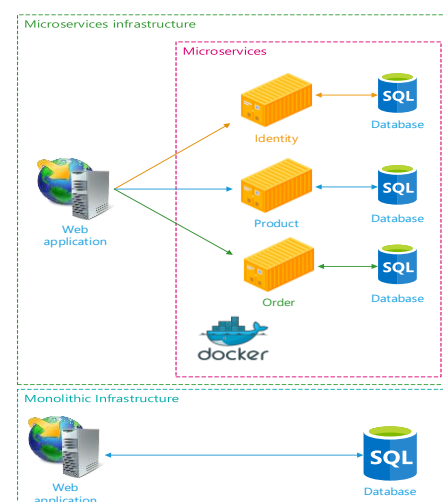 Microservices infrastructure
Microservices
SQL
Identity
Database
SQL
Product
Database
Web
application
SQL
Order
Database
docker
Monolithic Infrastructure
SQL
Web
application
Database